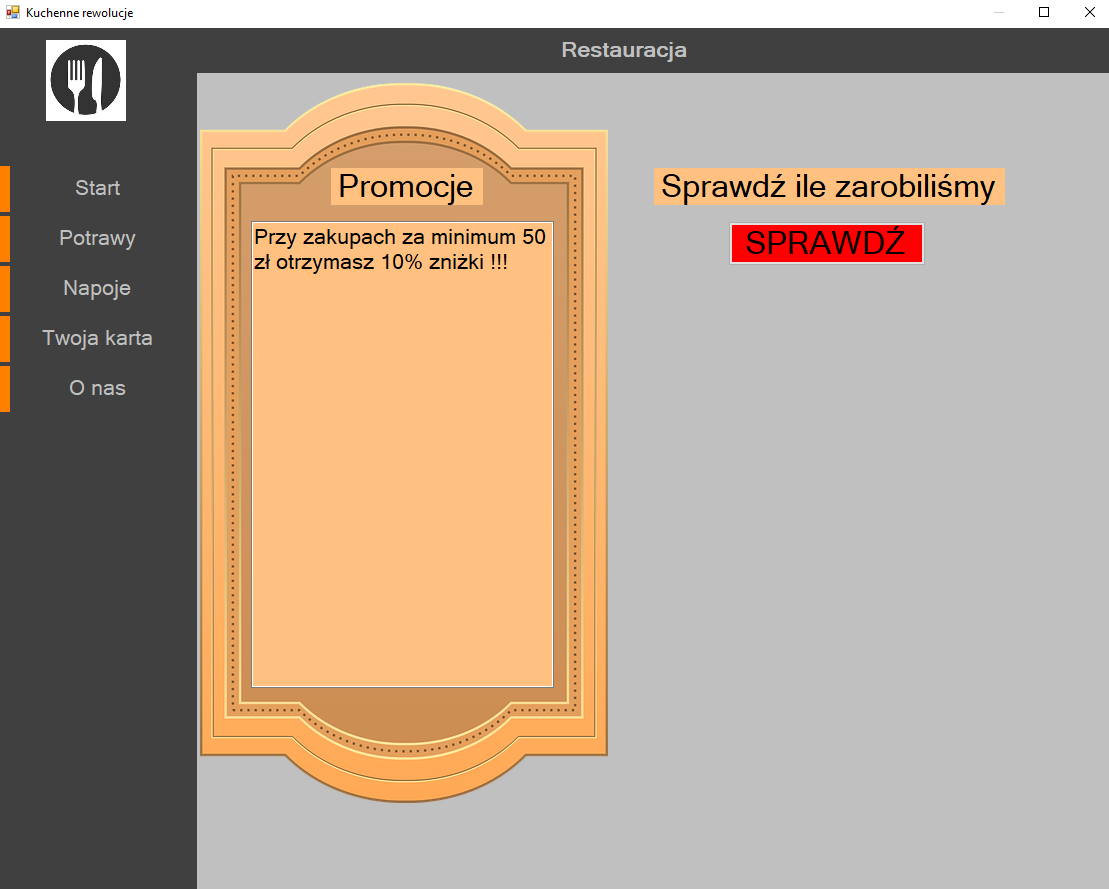 Kuchenne rewolucje
Restauracja
Start
Potrawy
Napoje
Twoja karta
O nas
Promocje
Przy zakupach za minimum 50
zł otrzymasz 10% zniżki !!!
Sprawdź ile zarobiliśmy
SPRAWDŹ